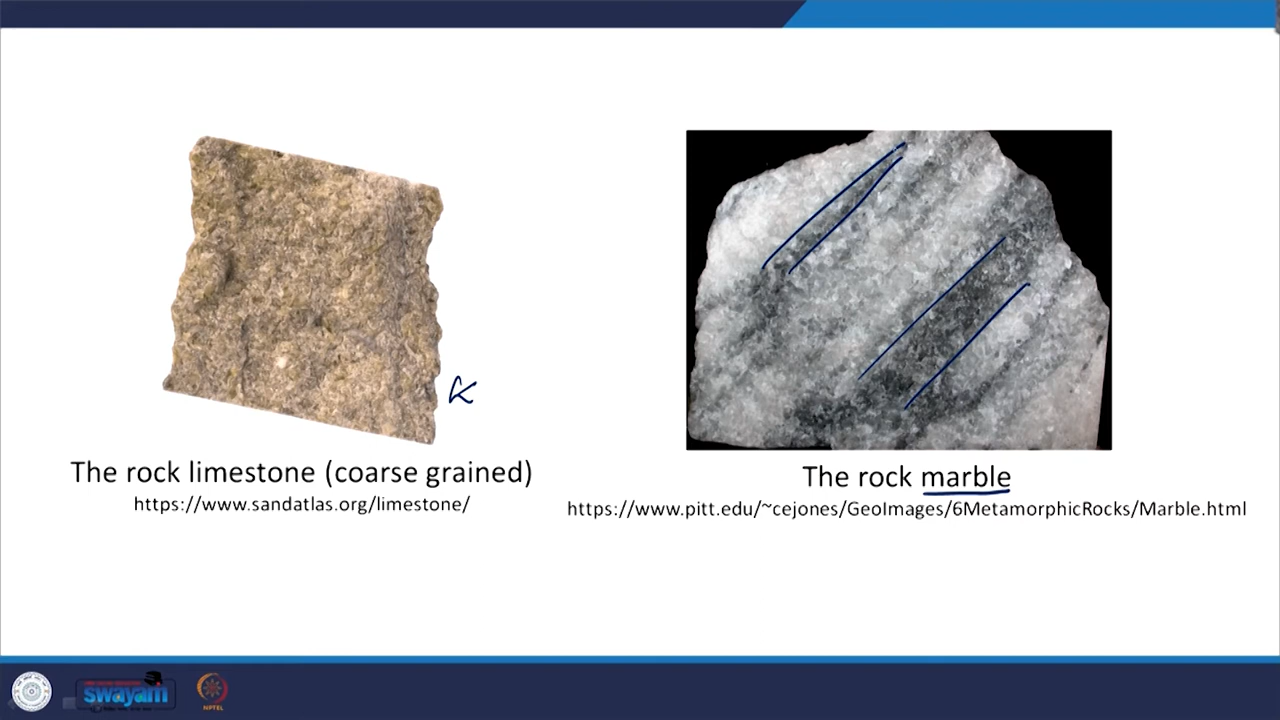 The rock limestone (coarse grained)
https://www.sandatlas.org/limestone/
The rock marble
https://www.pitt.edu/~cejones/GeoImages/6MetamorphicRocks/Marble.html
swayam
NPTEL